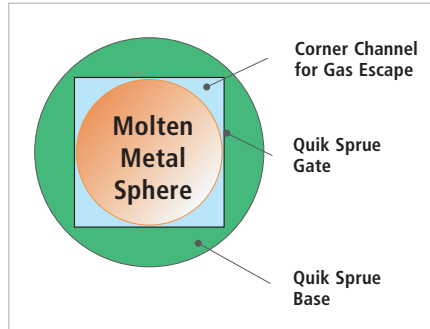 Corner Channel
for Gas Escape
Molten
Metal
Sphere
Quik Sprue
Gate
Quik Sprue
Base